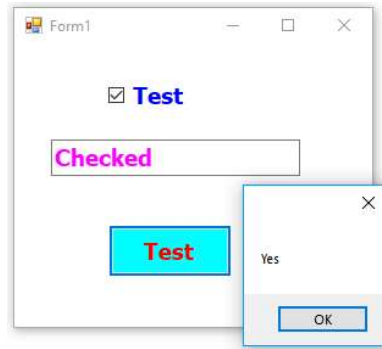 Form1
Test
Checked
Test
Yes
OK